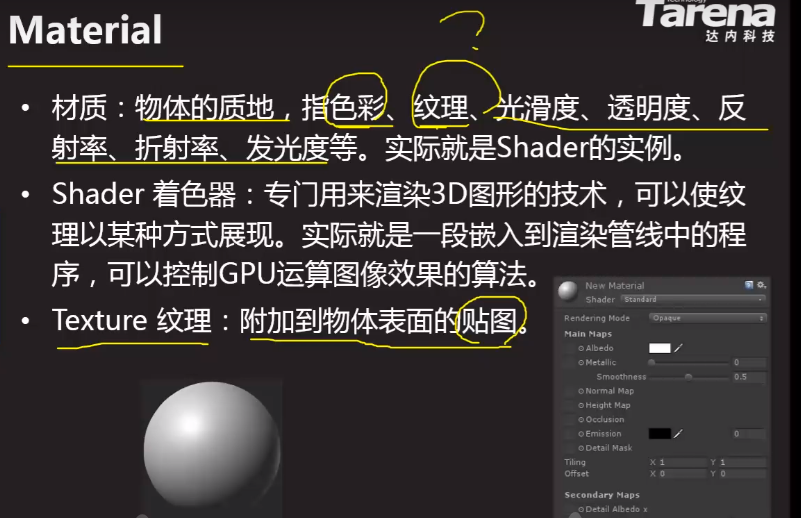 Technology
Tarena
达内科技
Material
• 材质：物体的质地，指色彩、纹理、光滑度、透明度、反
射率、折射率、发光度等。实际就是Shader的实例。
• Shader 着色器：专门用来渲染3D图形的技术，可以使纹
理以某种方式展现。实际就是一段嵌入到渲染管线中的程
序，可以控制GPU运算图像效果的算法。
• Texture 纹理：附加到物体表面的贴图。
?
New Material
Shader Standard
Rendering Mode Opaque
Main Maps
Albedo
Metallic 0
Smoothness 0.5
Normal Map
Height Map
Occlusion
Emission 0
Detail Mask
Tiling X 1 Y 1
Offset X 0 Y 0
Secondary Maps
Detail Albedo x